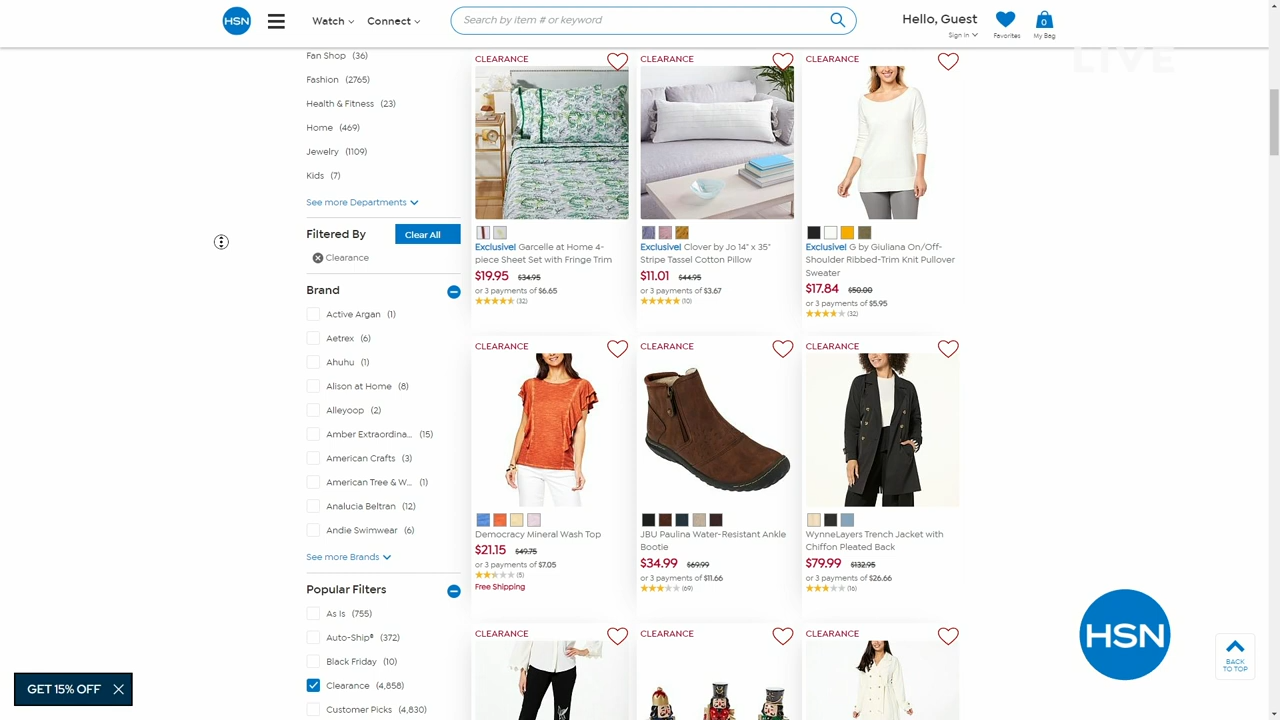 HSN
Watch
Connect
Search by item # or keyword
Hello, Guest
Sign In
Favorites
0
My Bag
LIVE
Fan Shop (36)
Fashion (2765)
Health & Fitness (23)
Home (469)
Jewelry (1109)
Kids (7)
See more Departments
Filtered By
Clear All
Clearance
Brand
Active Argan (1)
Aetrex (6)
Ahuhu (1)
Alison at Home (8)
Alleyoop (2)
Amber Extraordina... (15)
American Crafts (3)
American Tree & W... (1)
Analucia Beltran (12)
Andie Swimwear (6)
See more Brands
Popular Filters
As Is (755)
Auto-Ship® (372)
Black Friday (10)
Clearance (4,858)
Customer Picks (4,830)
CLEARANCE
Exclusive! Garcelle at Home 4-
piece Sheet Set with Fringe Trim
$19.95 $34.95
or 3 payments of $6.65
(32)
CLEARANCE
Exclusive! Clover by Jo 14" x 35"
Stripe Tassel Cotton Pillow
$11.01 $44.95
or 3 payments of $3.67
(10)
CLEARANCE
Exclusive! G by Giuliana On/Off-
Shoulder Ribbed-Trim Knit Pullover
Sweater
$17.84 $50.00
or 3 payments of $5.95
(32)
CLEARANCE
Democracy Mineral Wash Top
$21.15 $49.75
or 3 payments of $7.05
(5)
Free Shipping
CLEARANCE
JBU Paulina Water-Resistant Ankle
Bootie
$34.99 $69.99
or 3 payments of $11.66
(69)
CLEARANCE
WynneLayers Trench Jacket with
Chiffon Pleated Back
$79.99 $132.95
or 3 payments of $26.66
(16)
CLEARANCE
CLEARANCE
CLEARANCE
HSN
BACK
TO TOP
GET 15% OFF